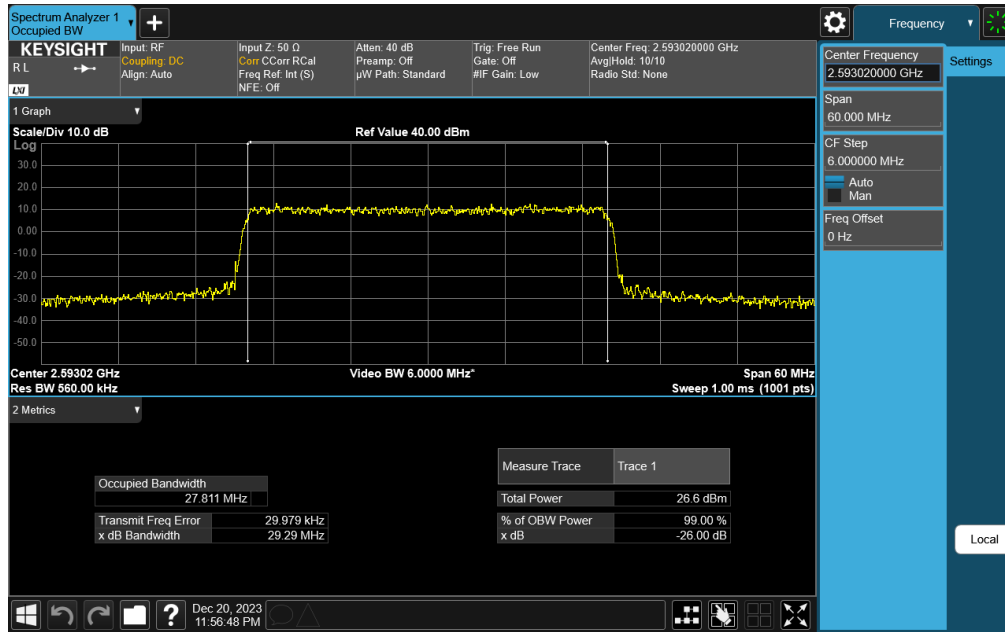 Spectrum Analyzer 1
Occupied BW
Frequency
KEYSIGHT
RL
LXI
Input: RF
Coupling: DC
Align: Auto
Input Z: 50 Ω
Corr CCorr RCal
Freq Ref: Int (S)
NFE: Off
Atten: 40 dB
Preamp: Off
µW Path: Standard
Trig: Free Run
Gate: Off
#IF Gain: Low
Center Freq: 2.593020000 GHz
Avg|Hold: 10/10
Radio Std: None
Center Frequency
2.593020000 GHz
Settings
Span
60.000 MHz
CF Step
6.000000 MHz
Auto
Man
Freq Offset
0 Hz
Local
1 Graph
Scale/Div 10.0 dB
Ref Value 40.00 dBm
Log
30.0
20.0
10.0
0.00
-10.0
-20.0
-30.0
-40.0
-50.0
Center 2.59302 GHz
Video BW 6.0000 MHz*
Span 60 MHz
Res BW 560.00 kHz
Sweep 1.00 ms (1001 pts)
2 Metrics
Occupied Bandwidth
27.811 MHz
Transmit Freq Error 29.979 kHz
x dB Bandwidth 29.29 MHz
Measure Trace Trace 1
Total Power 26.6 dBm
% of OBW Power 99.00 %
x dB -26.00 dB
?
Dec 20, 2023
11:56:48 PM